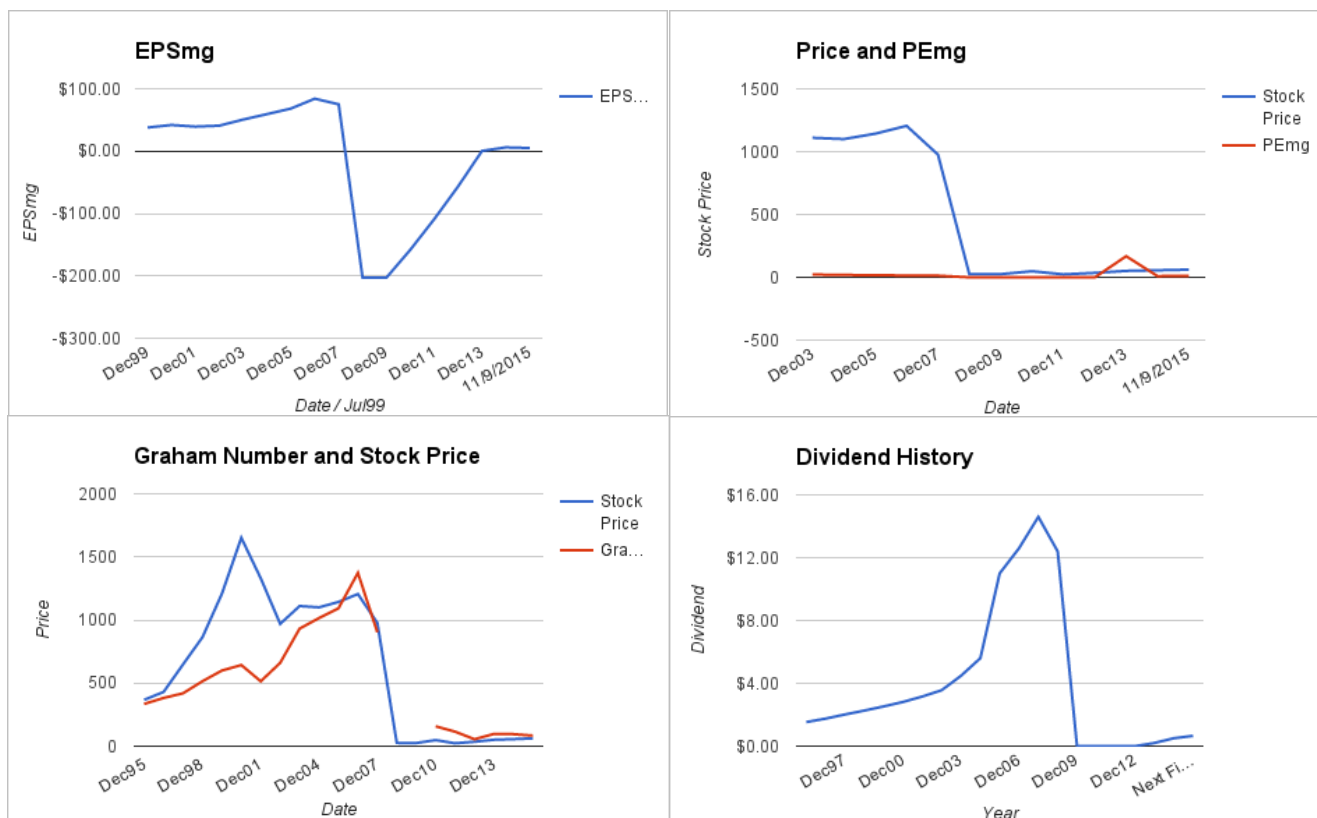 EPSmg
$100.00
$0.00
-$100.00
-$200.00
-$300.00
EPSmg
EPS...
Dec99
Dec01
Dec03
Dec05
Dec07
Dec09
Dec11
Dec13
11/9/2015
Date / Jul99
Price and PEmg
1500
1000
500
0
-500
Stock Price
Stock
Price
PEmg
Dec03
Dec05
Dec07
Dec09
Dec11
Dec13
11/9/2015
Date
Graham Number and Stock Price
2000
1500
1000
500
0
Price
Stock
Price
Gra...
Dec95
Dec98
Dec01
Dec04
Dec07
Dec10
Dec13
Date
Dividend History
$16.00
$12.00
$8.00
$4.00
$0.00
Dividend
Dec97
Dec00
Dec03
Dec06
Dec09
Dec12
Next Fi...
Year